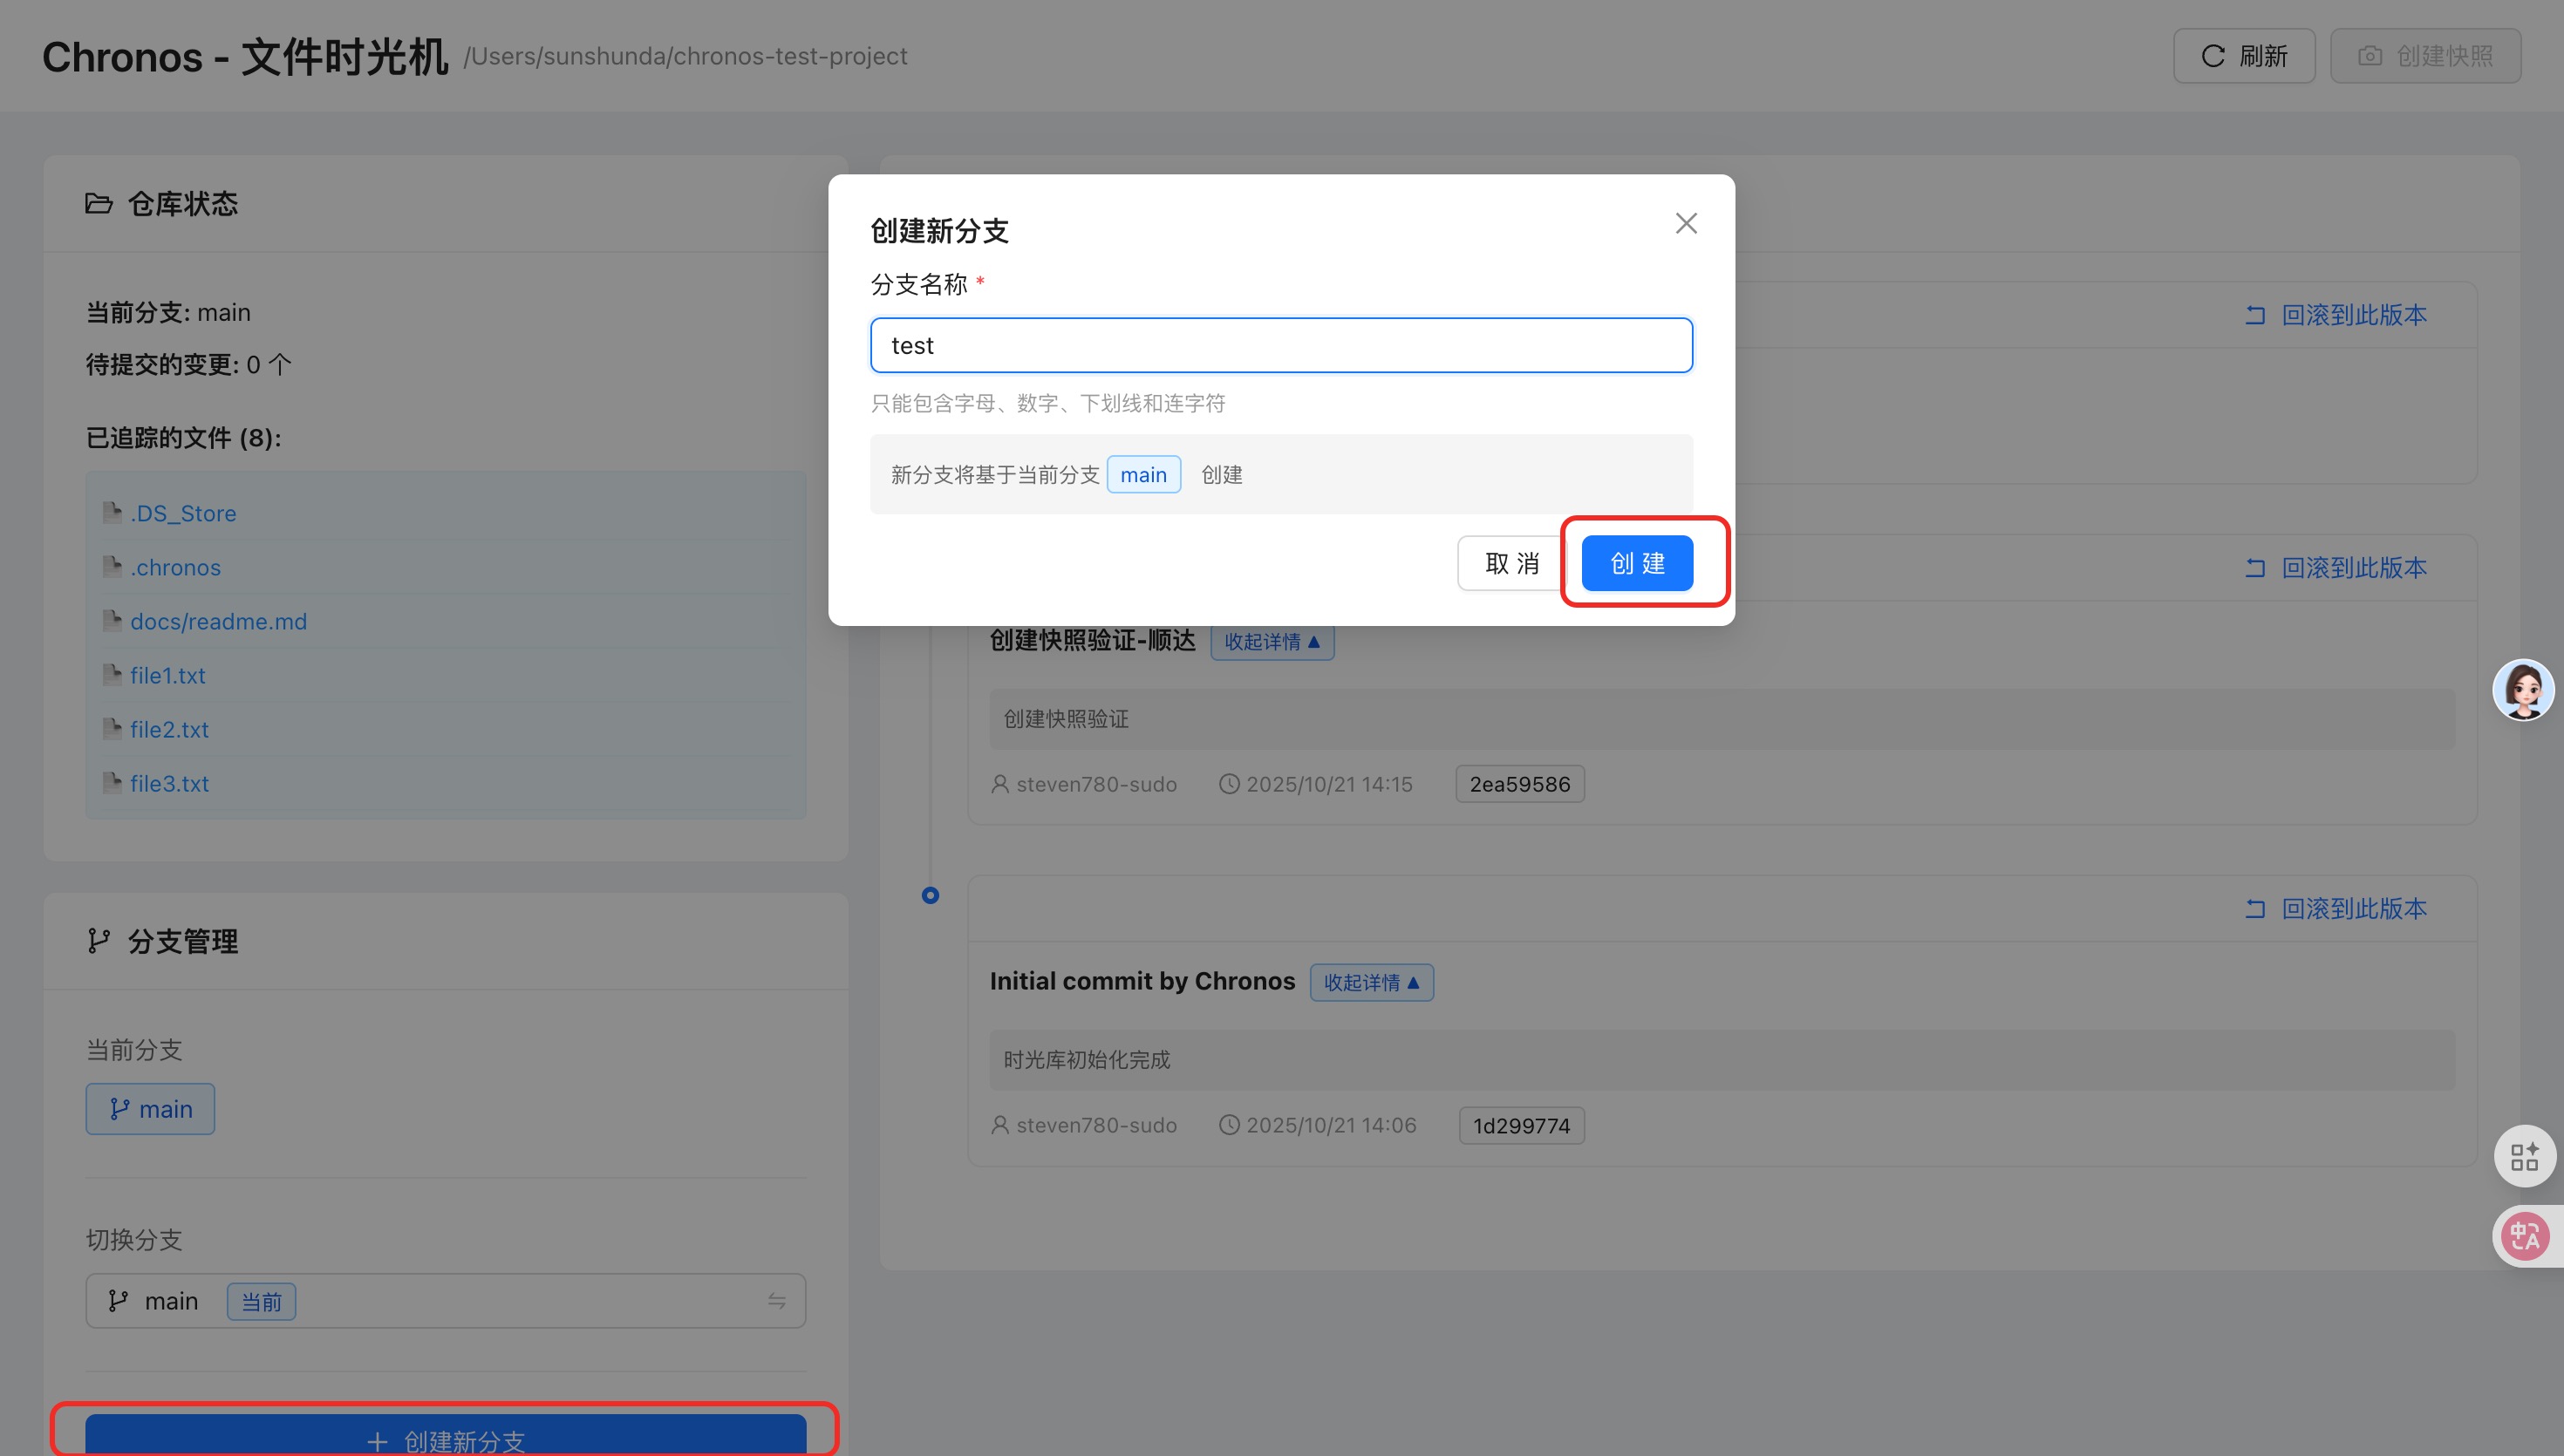 Chronos - 文件时光机 /Users/sunshunda/chronos-test-project
刷新
创建快照
仓库状态
当前分支: main
待提交的变更: 0 个
已追踪的文件 (8):
.DS_Store
.chronos
docs/readme.md
file1.txt
file2.txt
file3.txt
分支管理
当前分支
main
切换分支
main 当前
创建新分支
创建新分支
分支名称 *
test
只能包含字母、数字、下划线和连字符
新分支将基于当前分支 main 创建
取 消
创 建
回滚到此版本
回滚到此版本
创建快照验证-顺达 收起详情 ▲
创建快照验证
steven780-sudo 2025/10/21 14:15 2ea59586
回滚到此版本
Initial commit by Chronos 收起详情 ▲
时光库初始化完成
steven780-sudo 2025/10/21 14:06 1d299774
中A